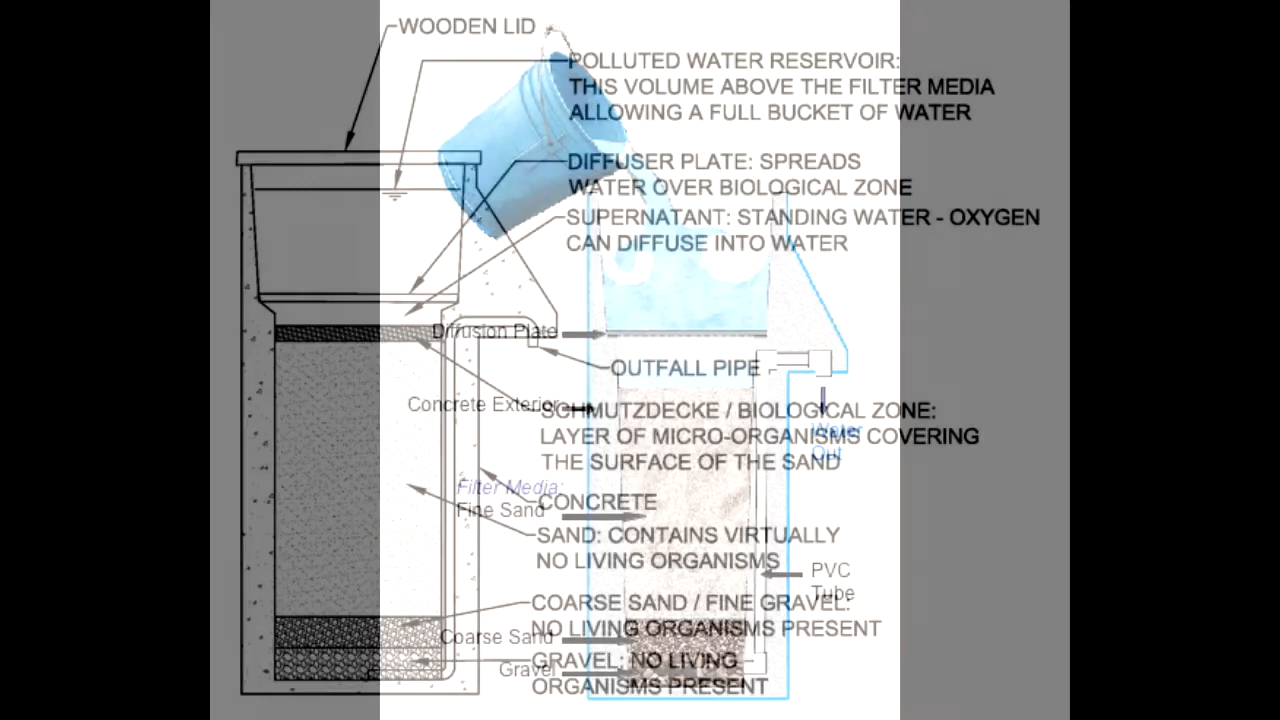 WOODEN LID
POLLUTED WATER RESERVOIR:
THIS VOLUME ABOVE THE FILTER MEDIA
ALLOWING A FULL BUCKET OF WATER
DIFFUSER PLATE: SPREADS
WATER OVER BIOLOGICAL ZONE
SUPERNATANT: STANDING WATER - OXYGEN
CAN DIFFUSE INTO WATER
Diffusion Plate
OUTFALL PIPE
Concrete Exterior
SCHMUTZDECKE / BIOLOGICAL ZONE:
LAYER OF MICRO-ORGANISMS COVERING
THE SURFACE OF THE SAND
Water
Out
Filter Media:
Fine Sand
CONCRETE
SAND: CONTAINS VIRTUALLY
NO LIVING ORGANISMS
PVC
Tube
COARSE SAND / FINE GRAVEL:
NO LIVING ORGANISMS PRESENT
Coarse Sand
Gravel
GRAVEL: NO LIVING
ORGANISMS PRESENT